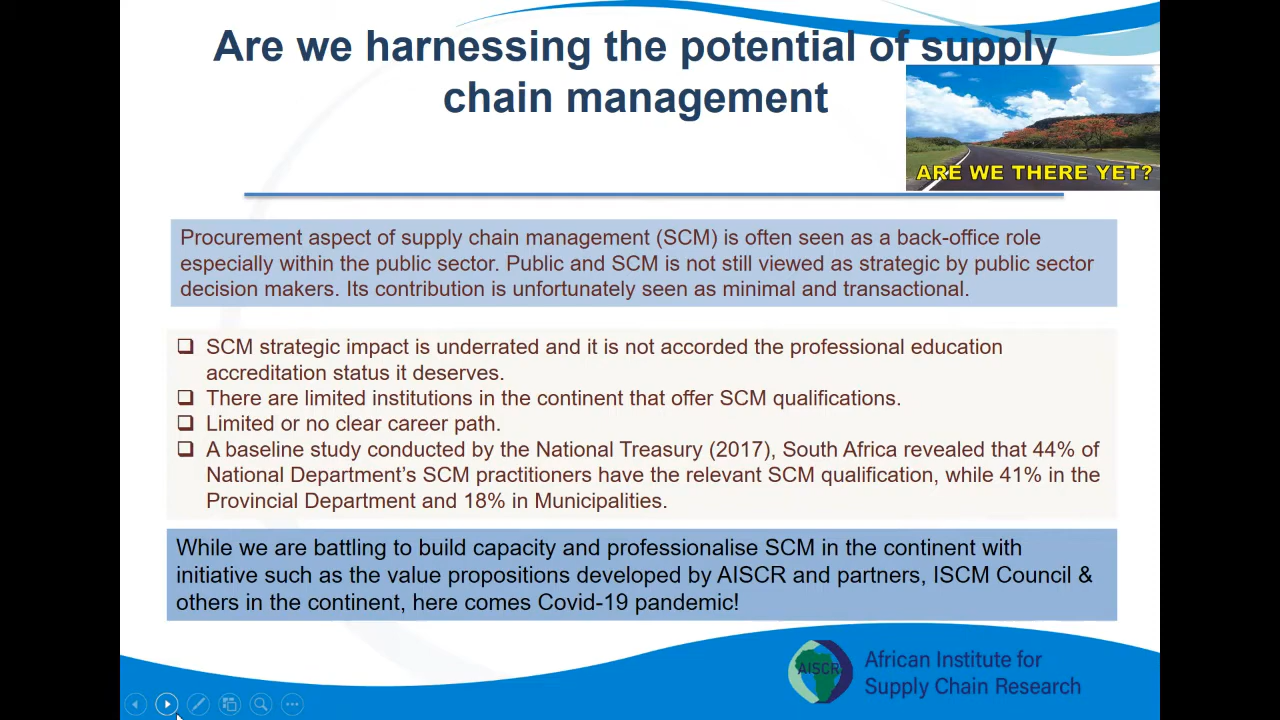 Are we harnessing the potential of supply
chain management
ARE WE THERE YET?
Procurement aspect of supply chain management (SCM) is often seen as a back-office role
especially within the public sector. Public and SCM is not still viewed as strategic by public sector
decision makers. Its contribution is unfortunately seen as minimal and transactional.
❑ SCM strategic impact is underrated and it is not accorded the professional education
accreditation status it deserves.
❑ There are limited institutions in the continent that offer SCM qualifications.
❑ Limited or no clear career path.
❑ A baseline study conducted by the National Treasury (2017), South Africa revealed that 44% of
National Department’s SCM practitioners have the relevant SCM qualification, while 41% in the
Provincial Department and 18% in Municipalities.
While we are battling to build capacity and professionalise SCM in the continent with
initiative such as the value propositions developed by AISCR and partners, ISCM Council &
others in the continent, here comes Covid-19 pandemic!
AISCR
African Institute for
Supply Chain Research